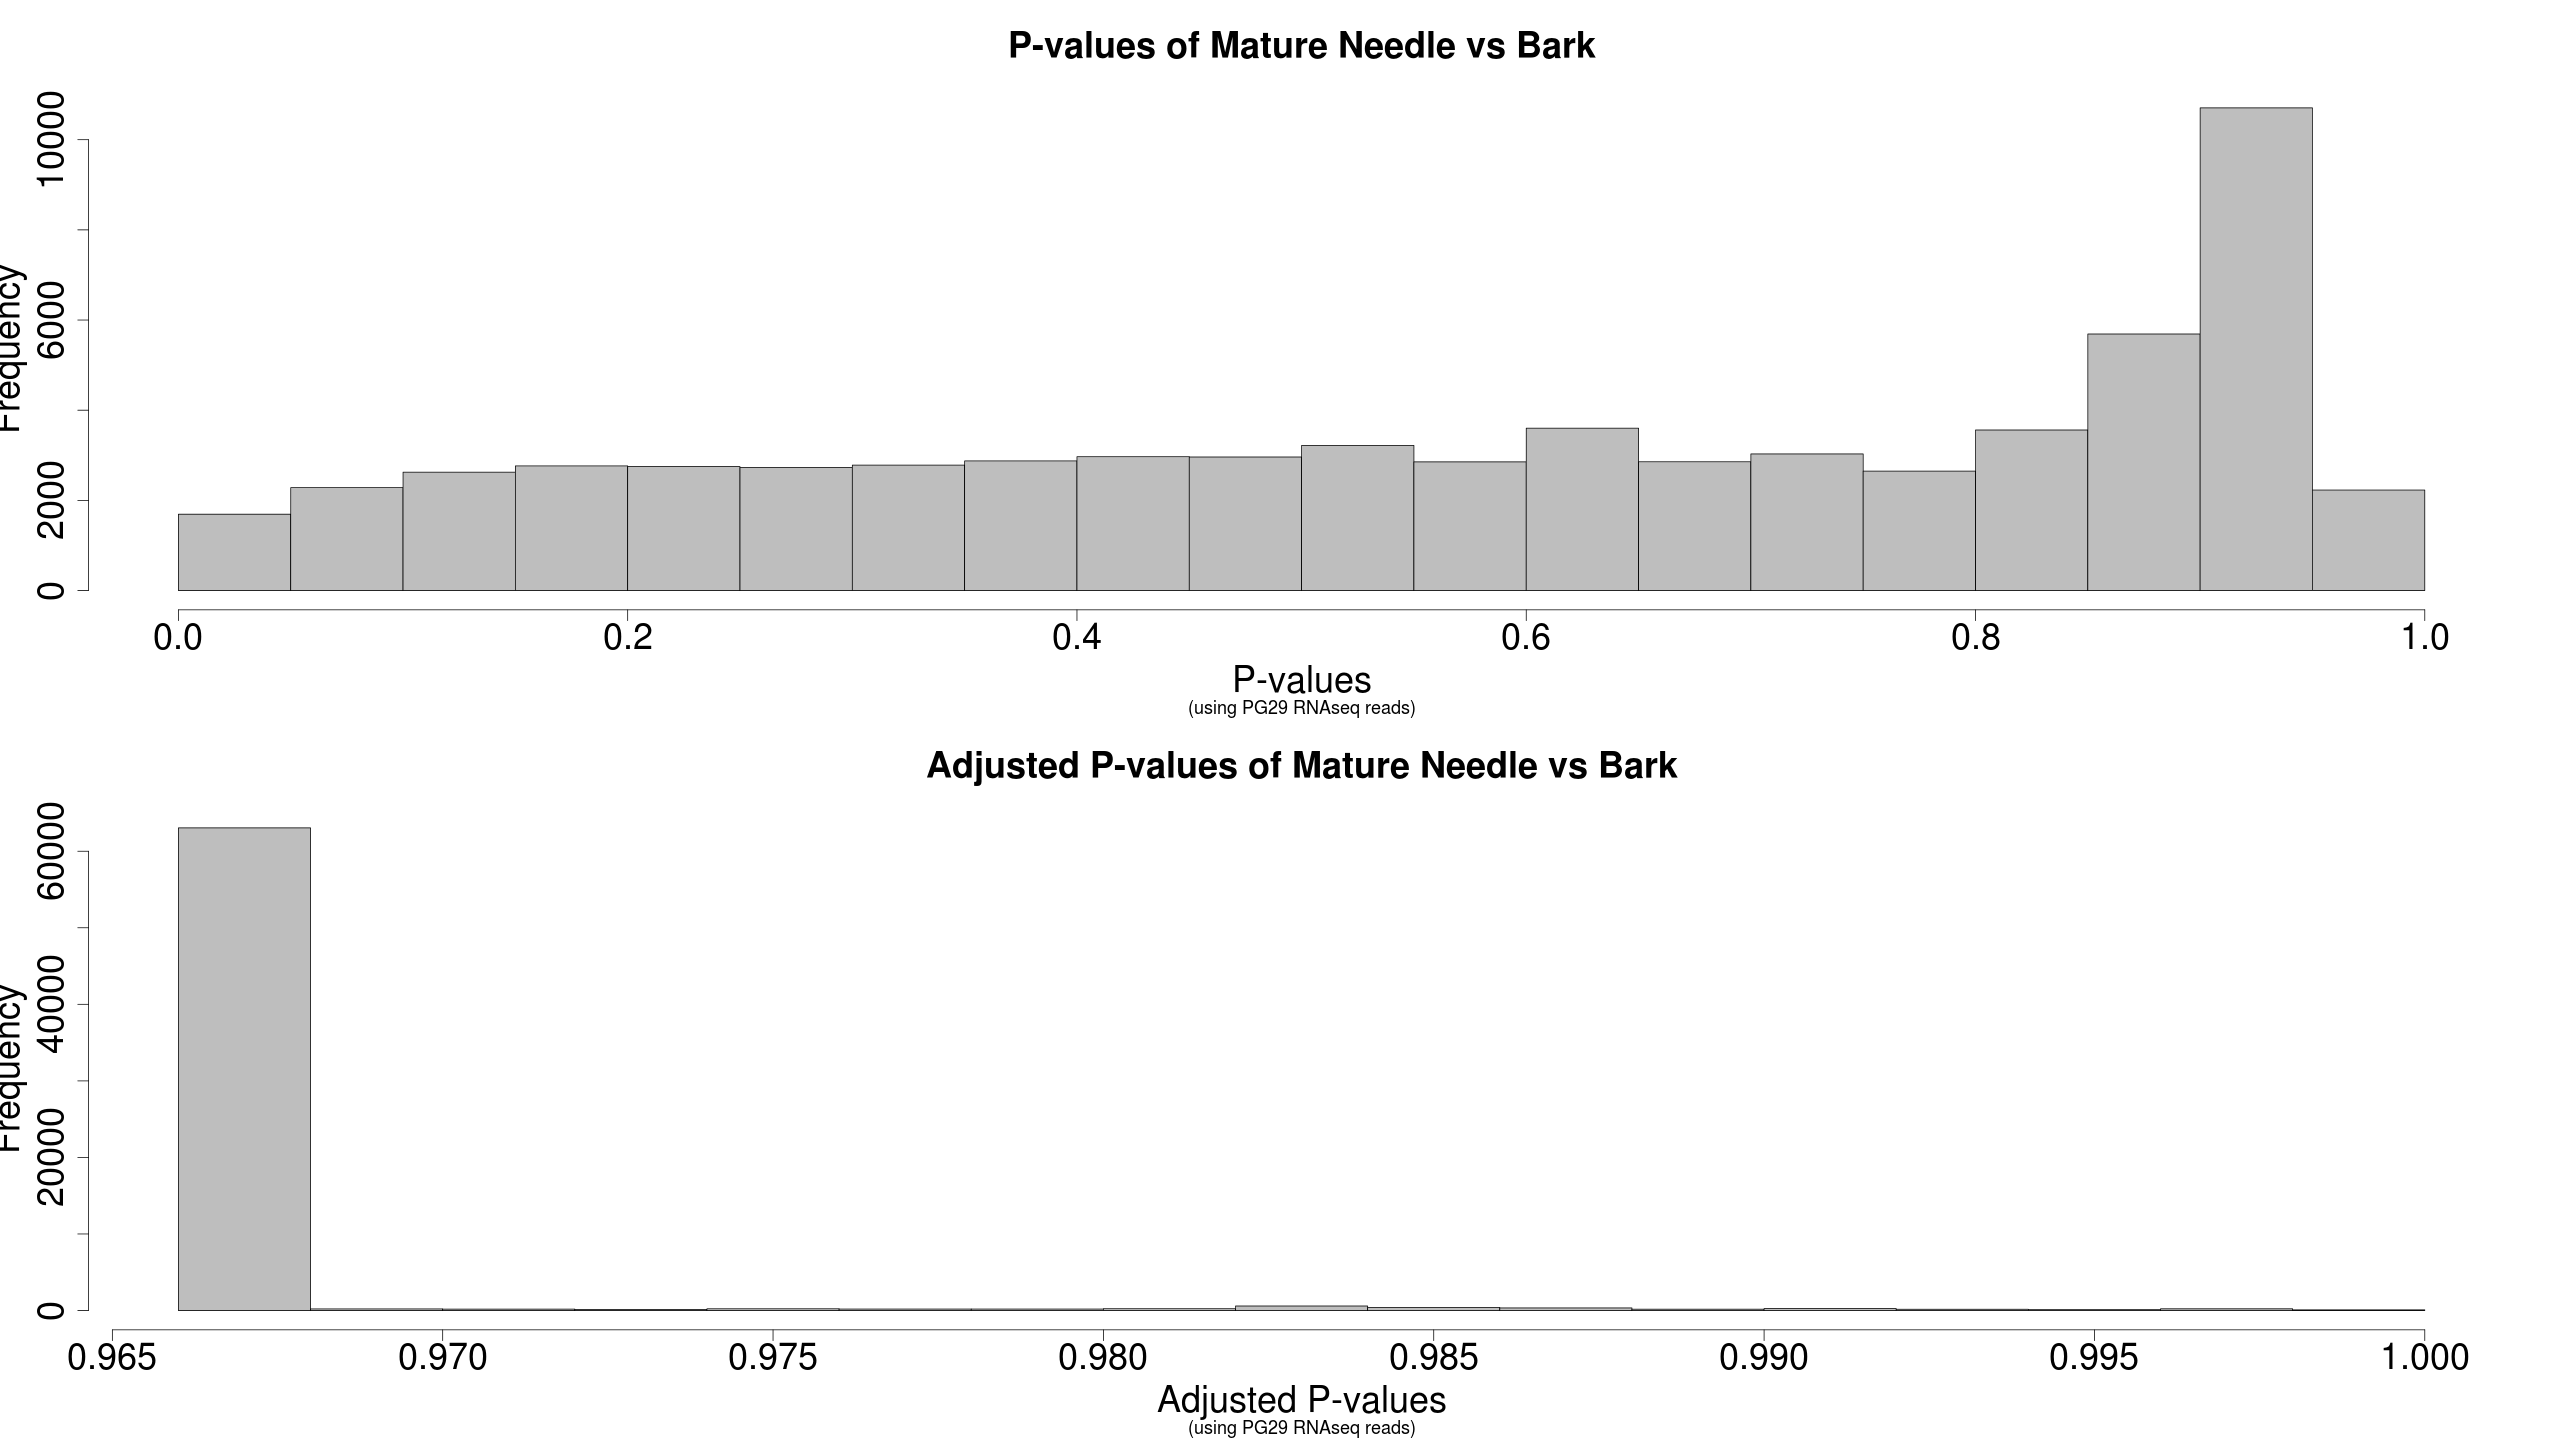 P-values of Mature Needle vs Bark
Frequency
10000
6000
2000
0
0.0 0.2 0.4 0.6 0.8 1.0
P-values
(using PG29 RNAseq reads)
Adjusted P-values of Mature Needle vs Bark
Frequency
60000
40000
20000
0
0.965 0.970 0.975 0.980 0.985 0.990 0.995 1.000
Adjusted P-values
(using PG29 RNAseq reads)